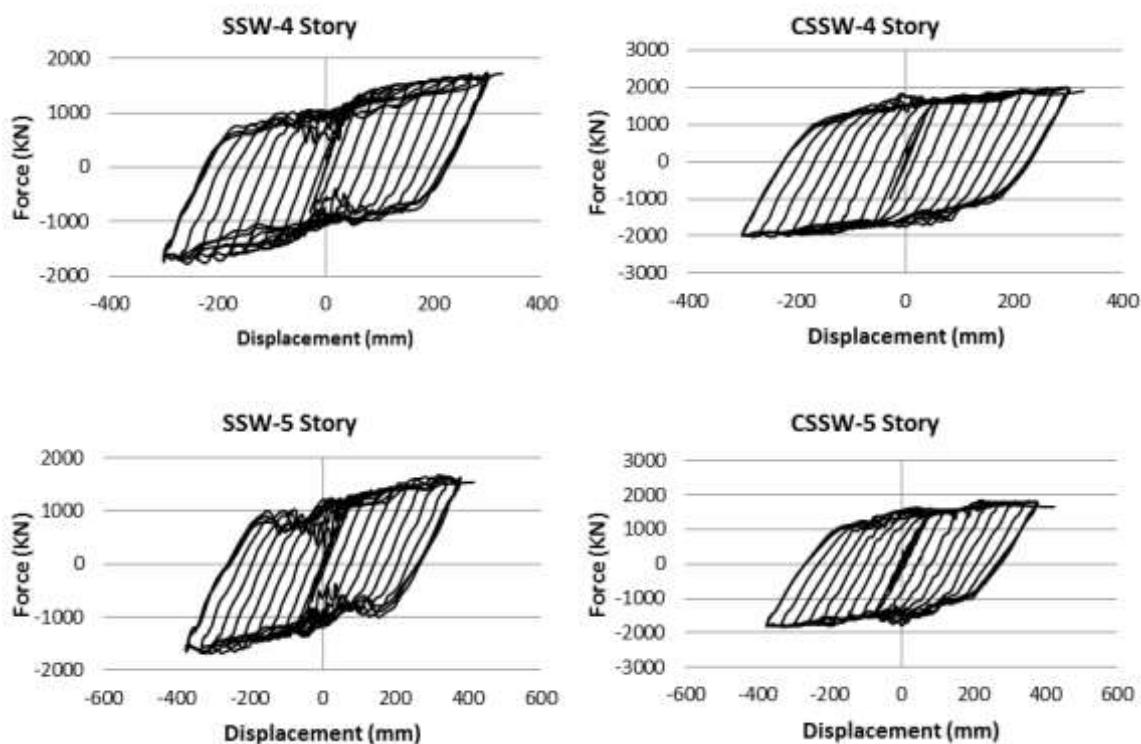 SSW-4 Story
2000
1000
0
-1000
-2000
Force (KN)
-400 -200 0 200 400
Displacement (mm)
CSSW-4 Story
3000
2000
1000
0
-1000
-2000
-3000
Force (KN)
-400 -200 0 200 400
Displacement (mm)
SSW-5 Story
2000
1000
0
-1000
-2000
Force (KN)
-600 -400 -200 0 200 400 600
Displacement (mm)
CSSW-5 Story
3000
2000
1000
0
-1000
-2000
-3000
Force (KN)
-600 -400 -200 0 200 400 600
Displacement (mm)